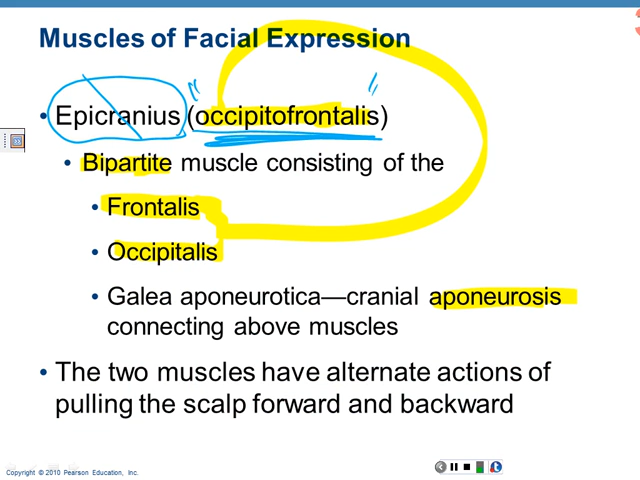 Muscles of Facial Expression
• Epicranius (occipitofrontalis)
• Bipartite muscle consisting of the
• Frontalis
• Occipitalis
• Galea aponeurotica—cranial aponeurosis
connecting above muscles
• The two muscles have alternate actions of
pulling the scalp forward and backward
Copyright © 2010 Pearson Education, Inc.